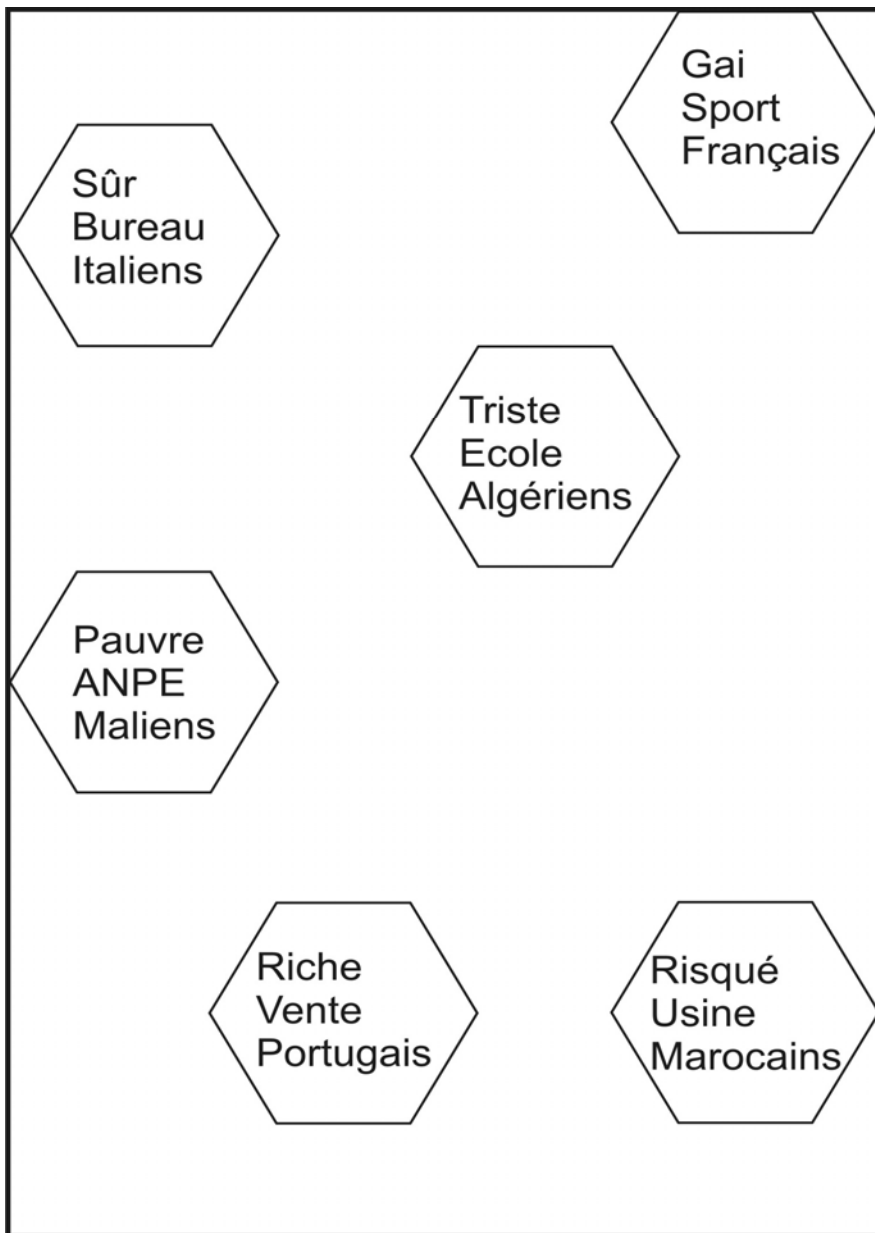 Gai
Sport
Français
Sûr
Bureau
Italiens
Triste
Ecole
Algériens
Pauvre
ANPE
Maliens
Riche
Vente
Portugais
Risqué
Usine
Marocains